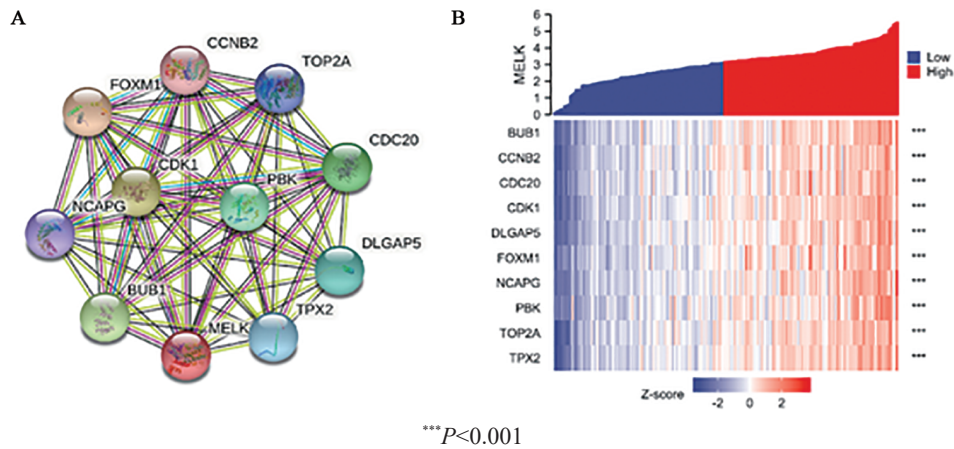 A
CCNB2
TOP2A
FOXM1
CDC20
CDK1
PBK
NCAPG
DLGAP5
BUB1
TPX2
MELK
B
MELK
6
5
4
3
2
1
0
Low
High
BUB1 ***
CCNB2 ***
CDC20 ***
CDK1 ***
DLGAP5 ***
FOXM1 ***
NCAPG ***
PBK ***
TOP2A ***
TPX2 ***
Z-score
-2 0 2
***P<0.001